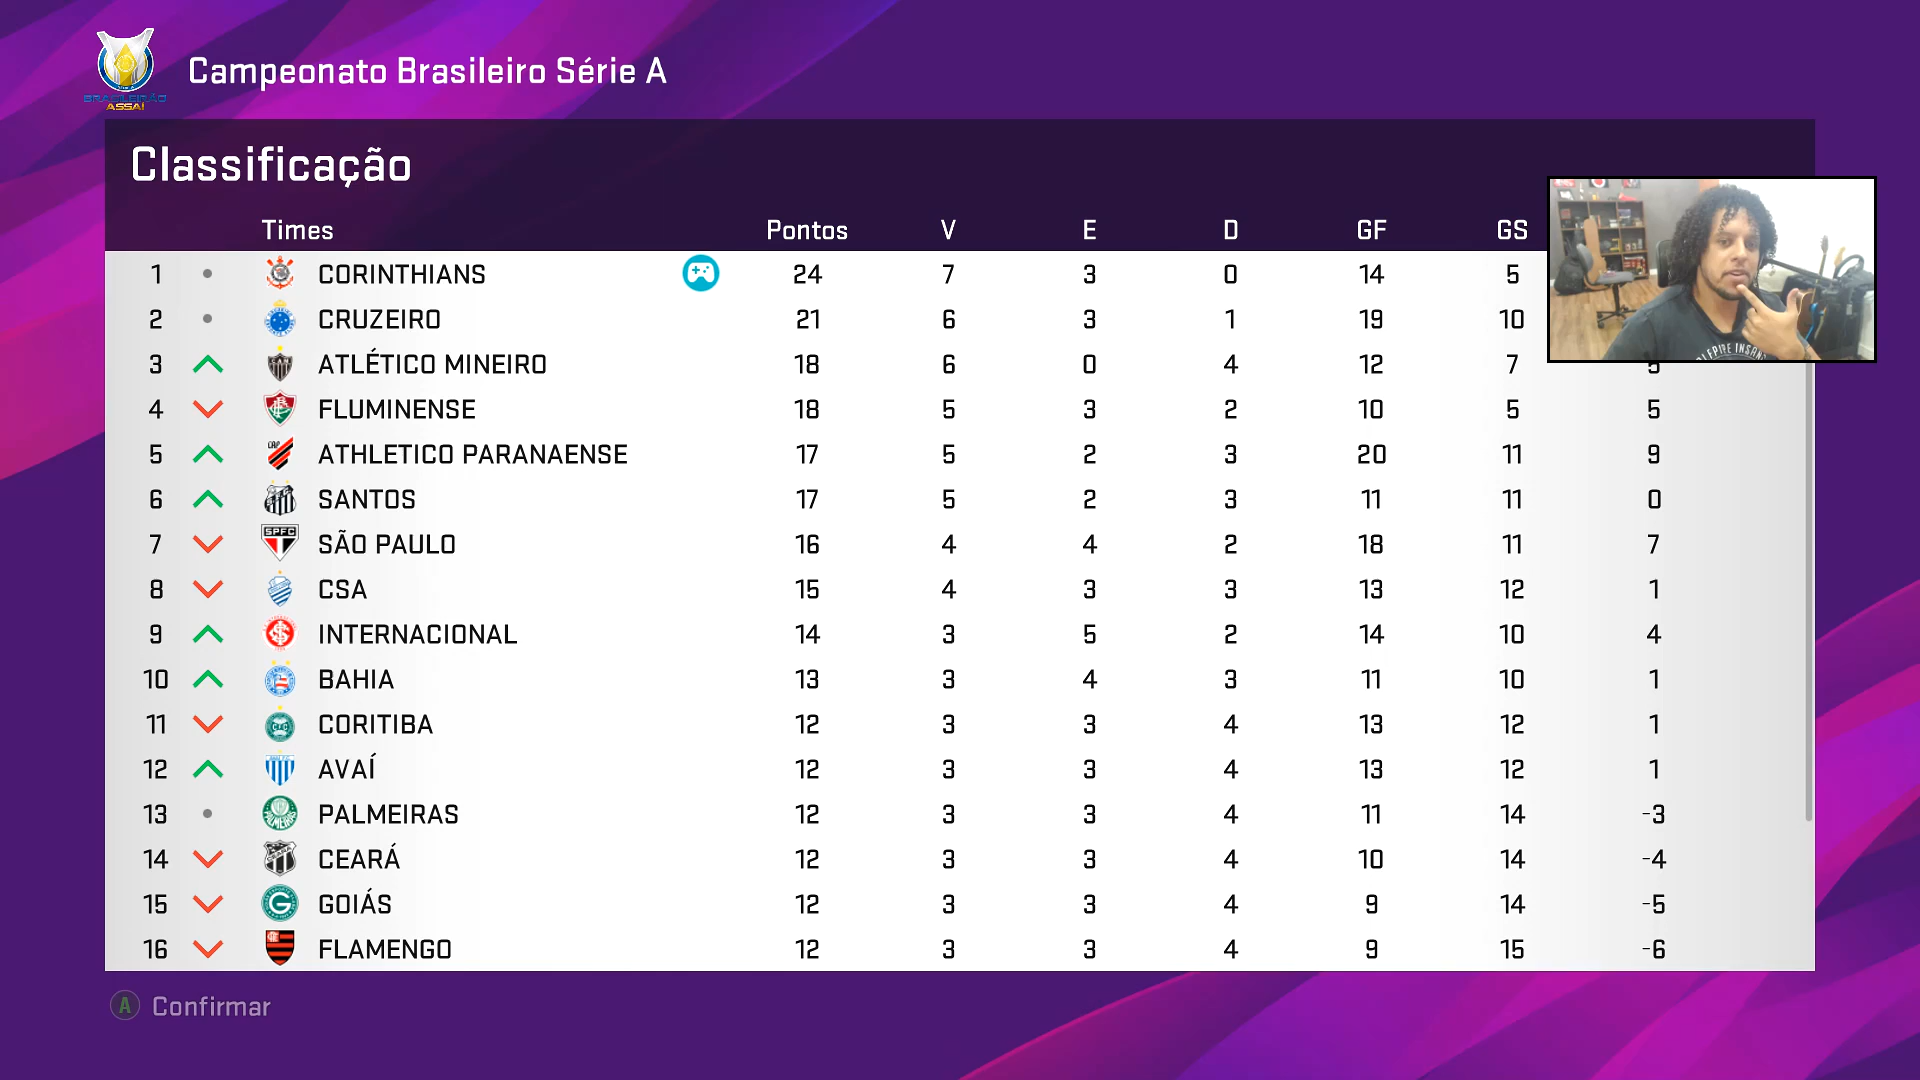 BRASILEIRÃO
ASSAÍ
Campeonato Brasileiro Série A
Classificação
Times Pontos V E D GF GS
1 CORINTHIANS 24 7 3 0 14 5
2 CRUZEIRO 21 6 3 1 19 10
3 ATLÉTICO MINEIRO 18 6 0 4 12 7 5
4 FLUMINENSE 18 5 3 2 10 5 5
5 ATHLETICO PARANAENSE 17 5 2 3 20 11 9
6 SANTOS 17 5 2 3 11 11 0
7 SÃO PAULO 16 4 4 2 18 11 7
8 CSA 15 4 3 3 13 12 1
9 INTERNACIONAL 14 3 5 2 14 10 4
10 BAHIA 13 3 4 3 11 10 1
11 CORITIBA 12 3 3 4 13 12 1
12 AVAÍ 12 3 3 4 13 12 1
13 PALMEIRAS 12 3 3 4 11 14 -3
14 CEARÁ 12 3 3 4 10 14 -4
15 GOIÁS 12 3 3 4 9 14 -5
16 FLAMENGO 12 3 3 4 9 15 -6
A Confirmar